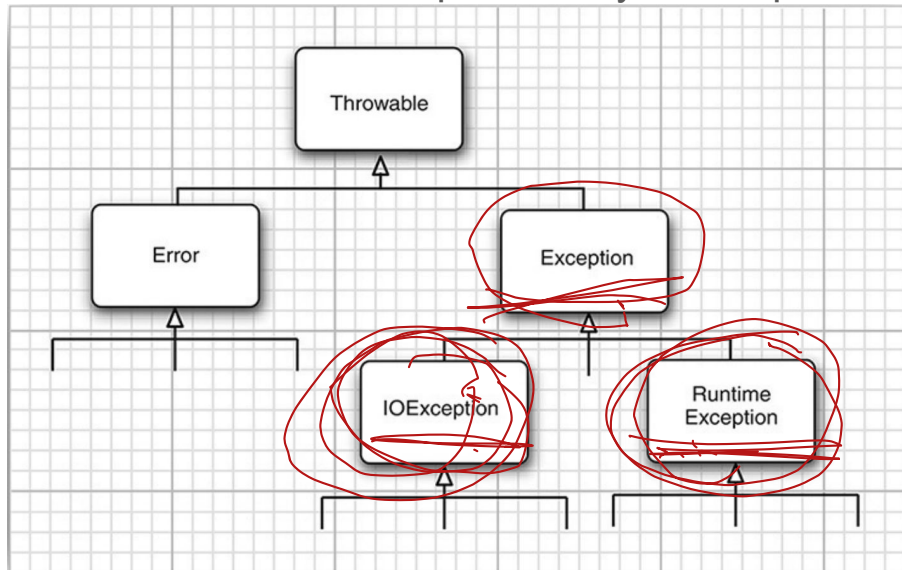 Throwable
Error
Exception
IOException
Runtime
Exception